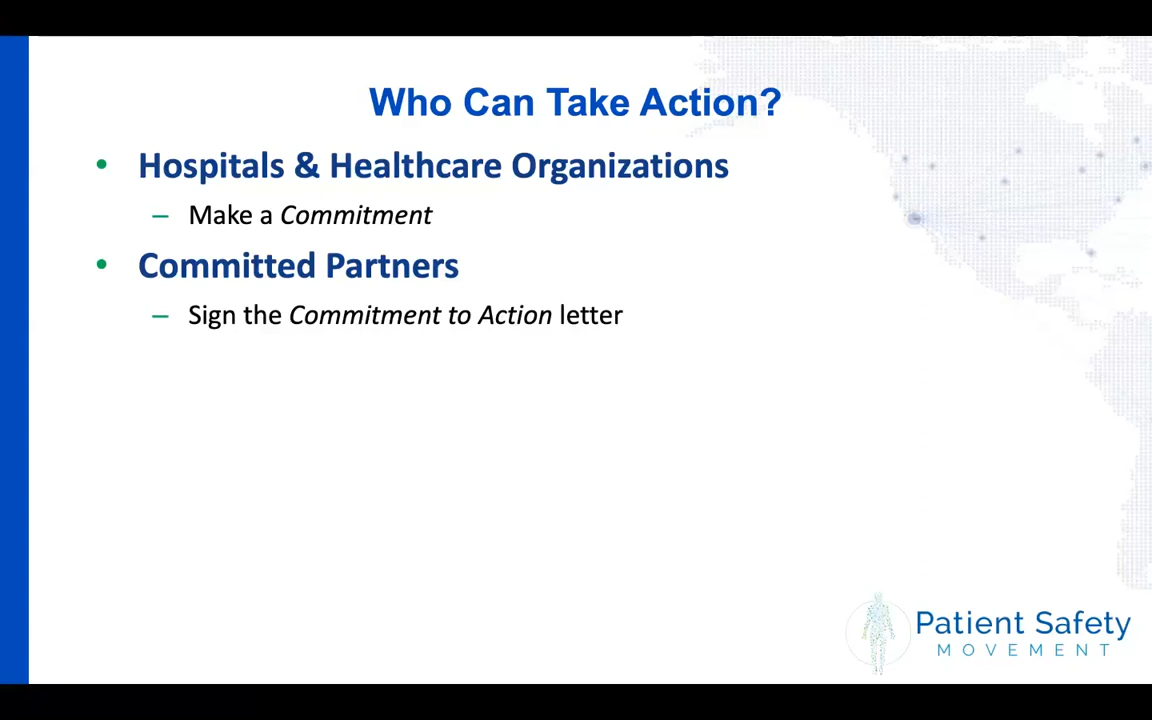 Who Can Take Action?
• Hospitals & Healthcare Organizations
– Make a Commitment
• Committed Partners
– Sign the Commitment to Action letter
Patient Safety
MOVEMENT